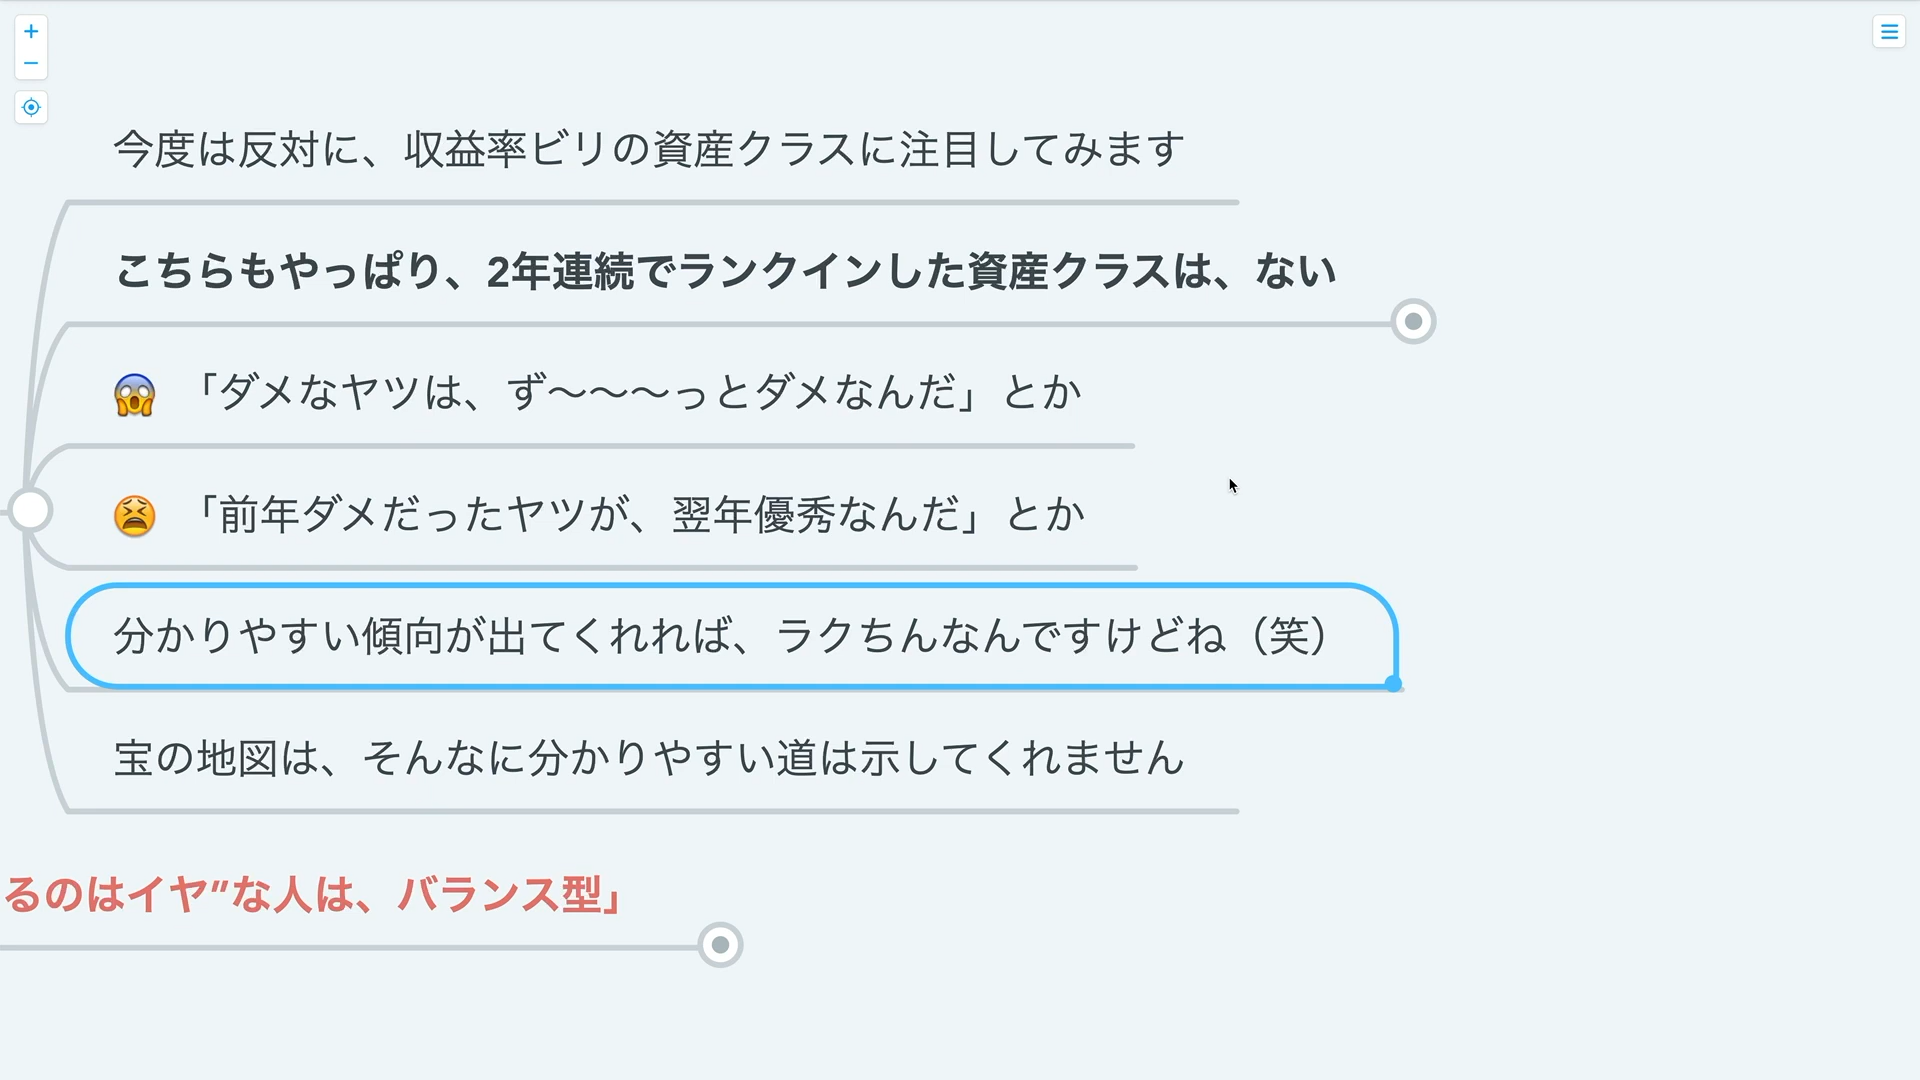 今度は反対に、収益率ビリの資産クラスに注目してみます
こちらもやっぱり、2年連続でランクインした資産クラスは、ない
「ダメなヤツは、ず〜〜〜っとダメなんだ」とか
「前年ダメだったヤツが、翌年優秀なんだ」とか
分かりやすい傾向が出てくれれば、ラクちんなんですけどね（笑）
宝の地図は、そんなに分かりやすい道は示してくれません
るのはイヤ”な人は、バランス型」